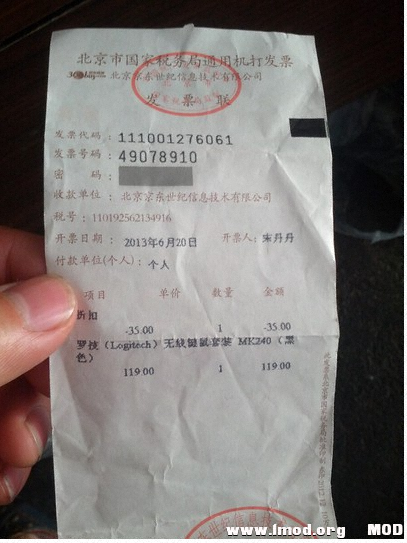 北京市国家税务局通用机打发票
北京京东世纪信息技术有限公司
发票联
发票代码：111001276061
发票号码：49078910
密 码：
收款单位：北京京东世纪信息技术有限公司
税号：110192562134916
开票日期：2013年6月20日 开票人：宋丹丹
付款单位(个人)：个人
项目 单价 数量 金额
折扣
-35.00 1 -35.00
罗技（Logitech）无线键鼠套装 MK240（黑
色）
119.00 1 119.00
www.lmod.org MOD